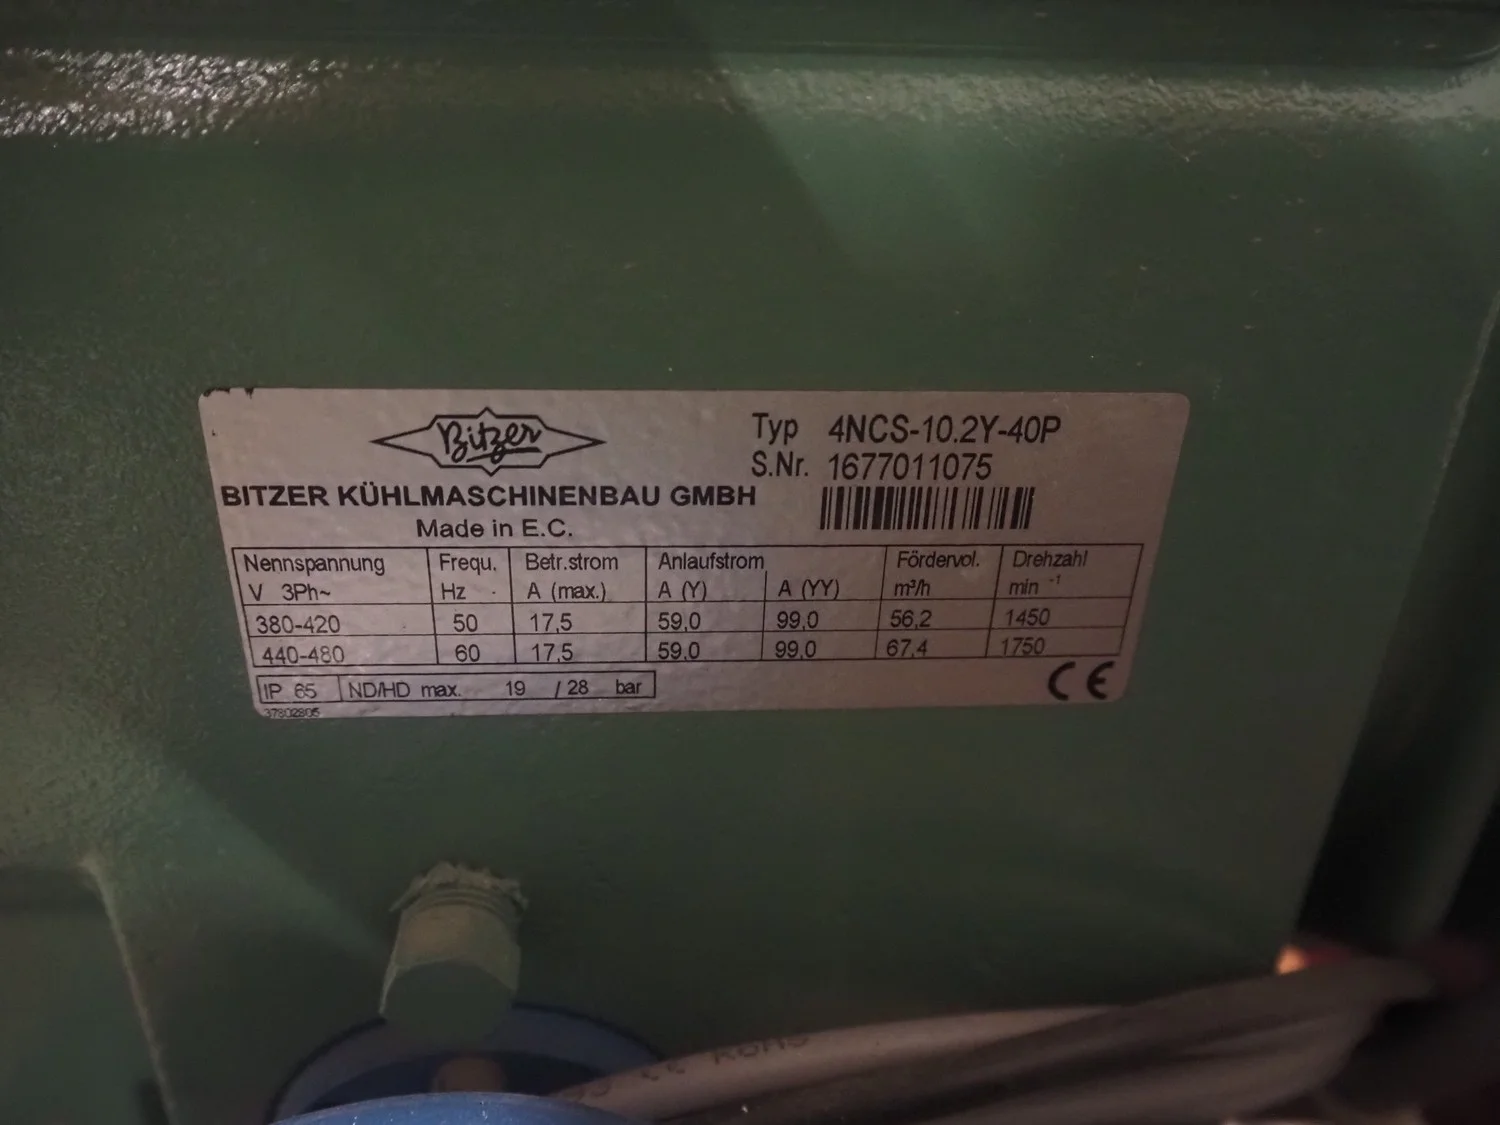 Bitzer
Typ 4NCS-10.2Y-40P
S.Nr. 1677011075
BITZER KÜHLMASCHINENBAU GMBH
Made in E.C.
Nennspannung Frequ. Betr.strom Anlaufstrom Fördervol. Drehzahl
V 3Ph~ Hz A (max.) A (Y) A (YY) m³/h min ⁻¹
380-420 50 17,5 59,0 99,0 56,2 1450
440-480 60 17,5 59.0 99,0 67,4 1750
IP 65 ND/HD max. 19 / 28 bar
CE
37802805